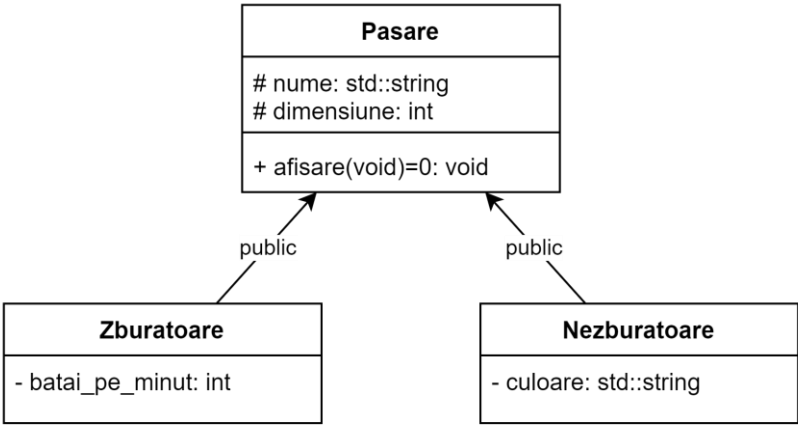 Pasare
# nume: std::string
# dimensiune: int
+ afisare(void)=0: void
public
public
Zburatoare
- batai_pe_minut: int
Nezburatoare
- culoare: std::string